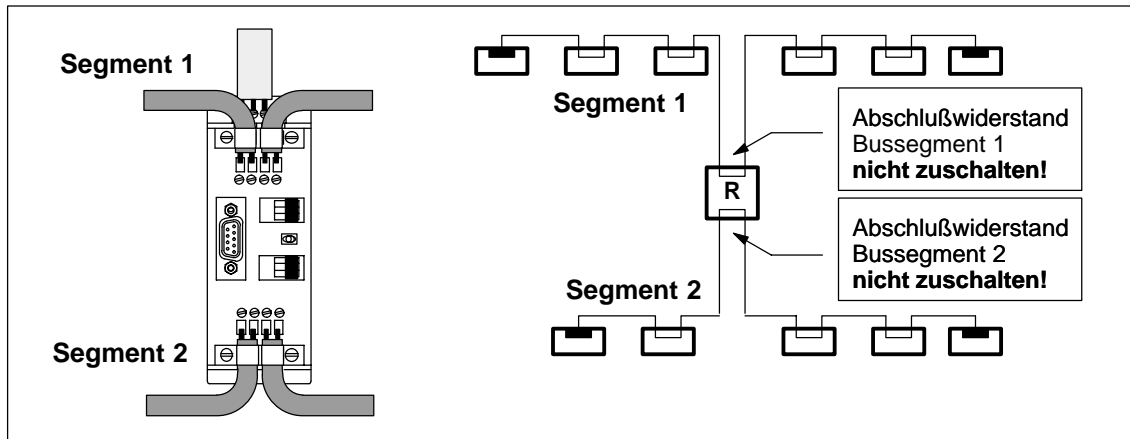 Segment 1
Segment 1
Abschlußwiderstand
Bussegment 1
nicht zuschalten!
R
Abschlußwiderstand
Bussegment 2
nicht zuschalten!
Segment 2
Segment 2